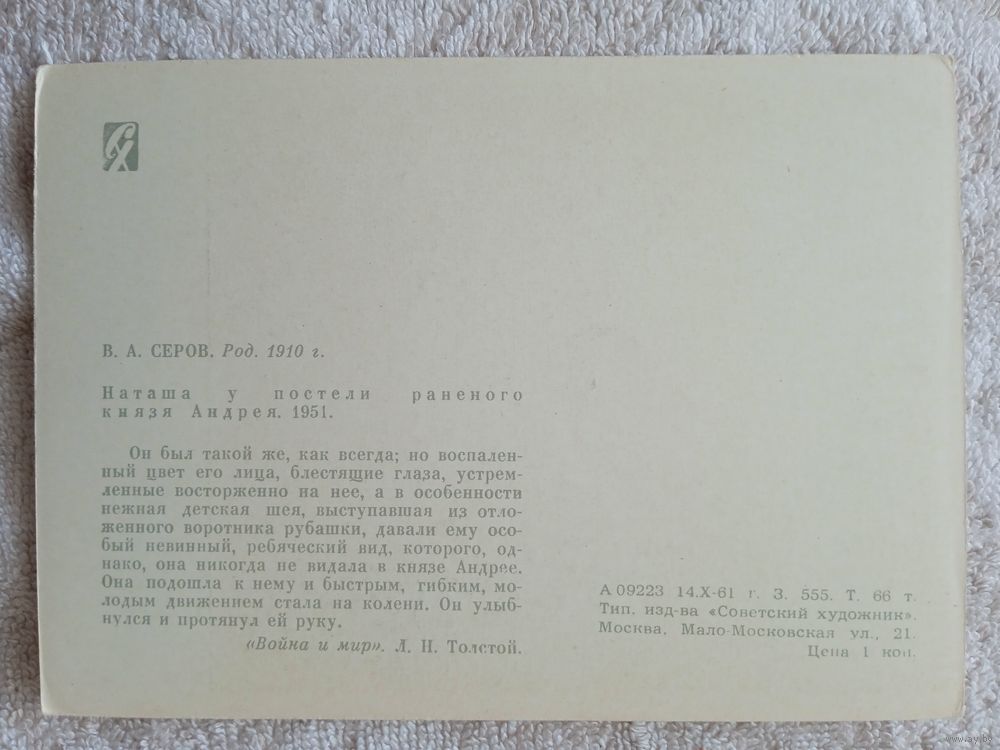 СХ
В. А. СЕРОВ. Род. 1910 г.
Наташа у постели раненого
князя Андрея. 1951.
Он был такой же, как всегда; но воспален-
ный цвет его лица, блестящие глаза, устрем-
ленные восторженно на нее, а в особенности
нежная детская шея, выступавшая из отло-
женного воротника рубашки, давали ему осо-
бый невинный, ребяческий вид, которого, од-
нако, она никогда не видала в князе Андрее.
Она подошла к нему и быстрым, гибким, мо-
лодым движением стала на колени. Он улыб-
нулся и протянул ей руку.
«Война и мир». Л. Н. Толстой.
А 09223 14.X-61 г. З. 555. Т. 66 т.
Тип. изд-ва «Советский художник».
Москва, Мало-Московская ул., 21.
Цена 1 коп.
www.ay.by